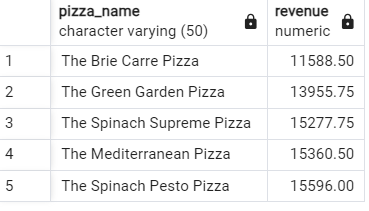 pizza_name revenue
character varying (50) numeric
1 The Brie Carre Pizza 11588.50
2 The Green Garden Pizza 13955.75
3 The Spinach Supreme Pizza 15277.75
4 The Mediterranean Pizza 15360.50
5 The Spinach Pesto Pizza 15596.00